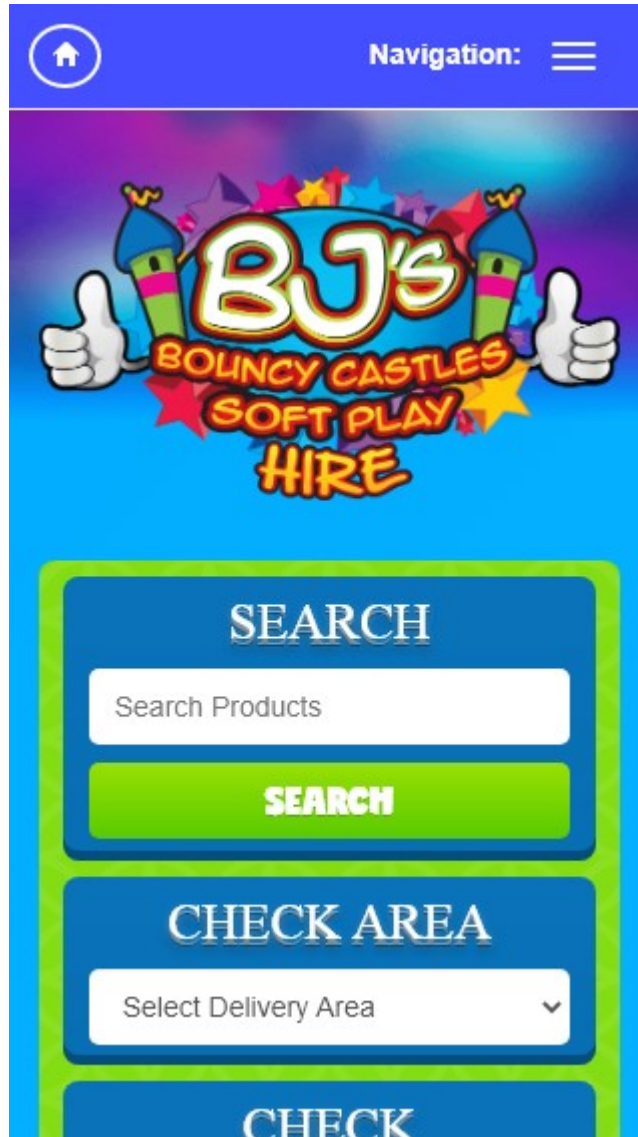 Navigation:
BJ'S
BOUNCY CASTLES
SOFT PLAY
HIRE
SEARCH
Search Products
SEARCH
CHECK AREA
Select Delivery Area
CHECK